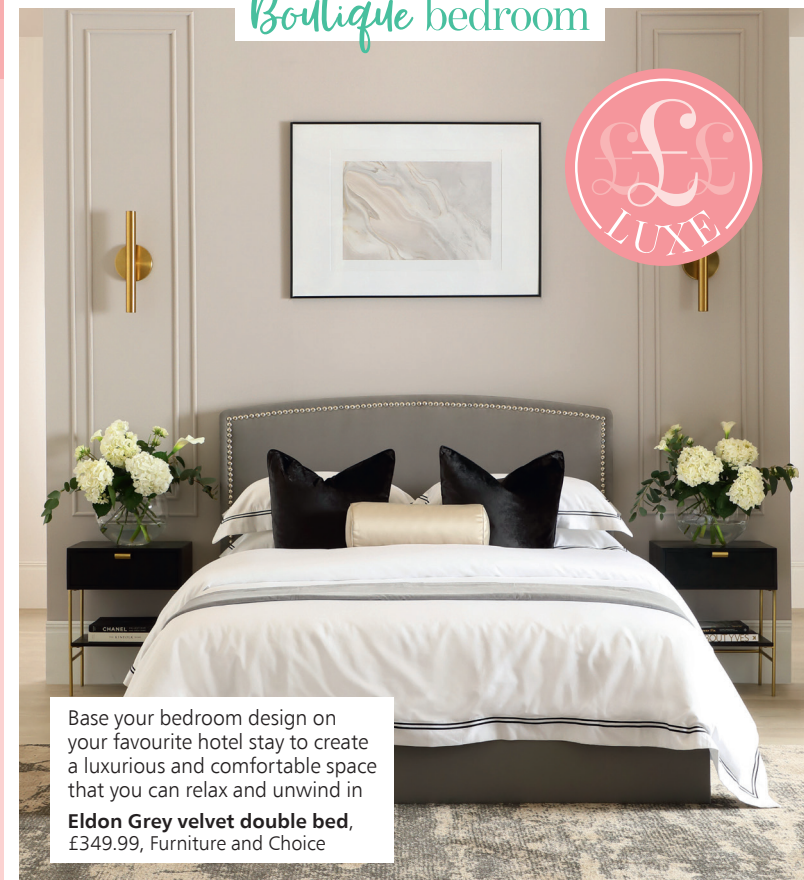 Boutique bedroom
£££
LUXE
CHANEL
Base your bedroom design on
your favourite hotel stay to create
a luxurious and comfortable space
that you can relax and unwind in
Eldon Grey velvet double bed,
£349.99, Furniture and Choice